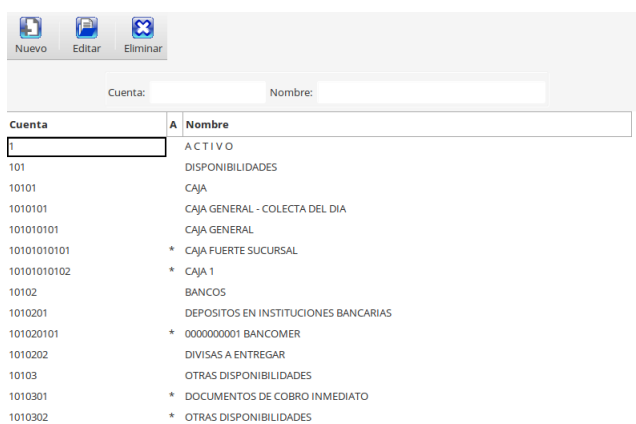 Nuevo Editar Eliminar
Cuenta: Nombre:
Cuenta A Nombre
1 A C T I V O
101 DISPONIBILIDADES
10101 CAJA
1010101 CAJA GENERAL - COLECTA DEL DIA
101010101 CAJA GENERAL
10101010101 * CAJA FUERTE SUCURSAL
10101010102 * CAJA 1
10102 BANCOS
1010201 DEPOSITOS EN INSTITUCIONES BANCARIAS
101020101 * 0000000001 BANCOMER
1010202 DIVISAS A ENTREGAR
10103 OTRAS DISPONIBILIDADES
1010301 * DOCUMENTOS DE COBRO INMEDIATO
1010302 * OTRAS DISPONIBILIDADES